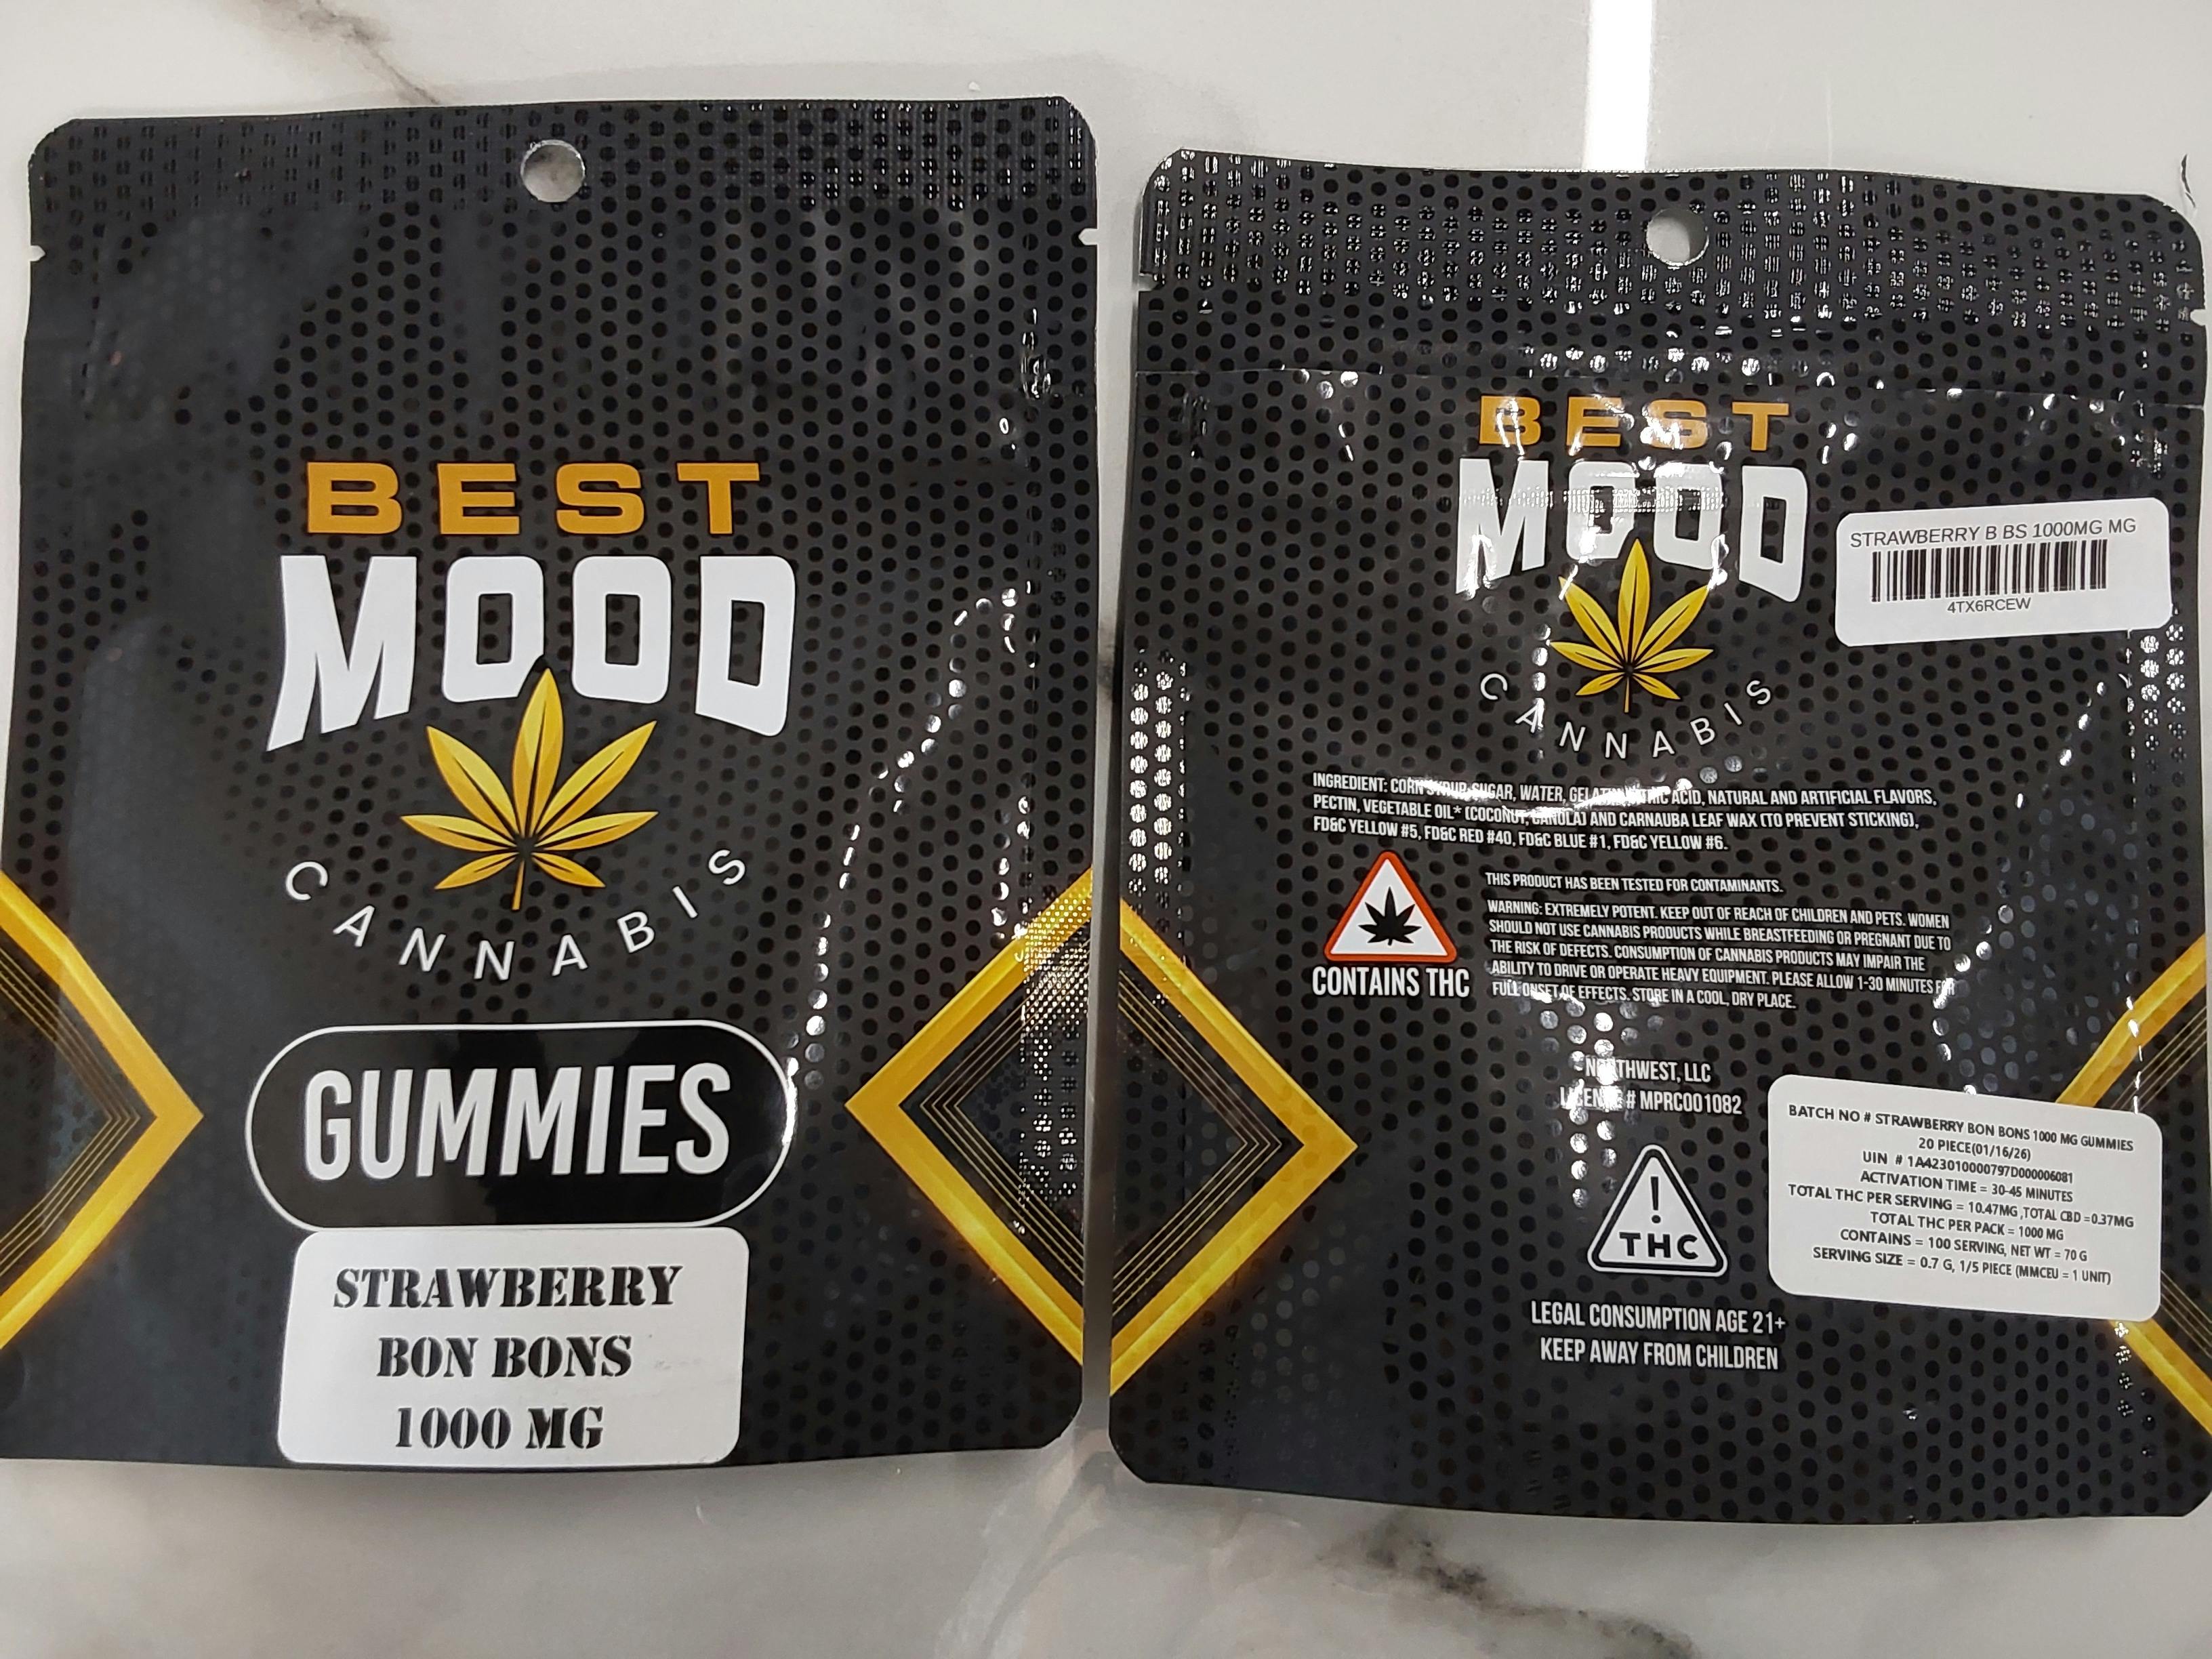 BEST
MOOD
CANNABIS
GUMMIES
STRAWBERRY
BON BONS
1000 MG
BEST
MOOD
CANNABIS
STRAWBERRY B BS 1000MG MG
4TX6RCEW
INGREDIENT: CORN SYRUP, SUGAR, WATER, GELATIN, CITRIC ACID, NATURAL AND ARTIFICIAL FLAVORS,
PECTIN, VEGETABLE OIL* (COCONUT, CANOLA) AND CARNAUBA LEAF WAX (TO PREVENT STICKING),
FD&C YELLOW #5, FD&C RED #40, FD&C BLUE #1, FD&C YELLOW #6.
CONTAINS THC
THIS PRODUCT HAS BEEN TESTED FOR CONTAMINANTS.
WARNING: EXTREMELY POTENT. KEEP OUT OF REACH OF CHILDREN AND PETS. WOMEN
SHOULD NOT USE CANNABIS PRODUCTS WHILE BREASTFEEDING OR PREGNANT DUE TO
THE RISK OF DEFECTS. CONSUMPTION OF CANNABIS PRODUCTS MAY IMPAIR THE
ABILITY TO DRIVE OR OPERATE HEAVY EQUIPMENT. PLEASE ALLOW 1-30 MINUTES FOR
FULL ONSET OF EFFECTS. STORE IN A COOL, DRY PLACE.
NORTHWEST, LLC
LICENSE # MPRC001082
!
THC
LEGAL CONSUMPTION AGE 21+
KEEP AWAY FROM CHILDREN
BATCH NO # STRAWBERRY BON BONS 1000 MG GUMMIES
20 PIECE(01/16/26)
UIN # 1A423010000797D000006081
ACTIVATION TIME = 30-45 MINUTES
TOTAL THC PER SERVING = 10.47MG ,TOTAL CBD =0.37MG
TOTAL THC PER PACK = 1000 MG
CONTAINS = 100 SERVING, NET WT = 70 G
SERVING SIZE = 0.7 G, 1/5 PIECE (MMCEU = 1 UNIT)